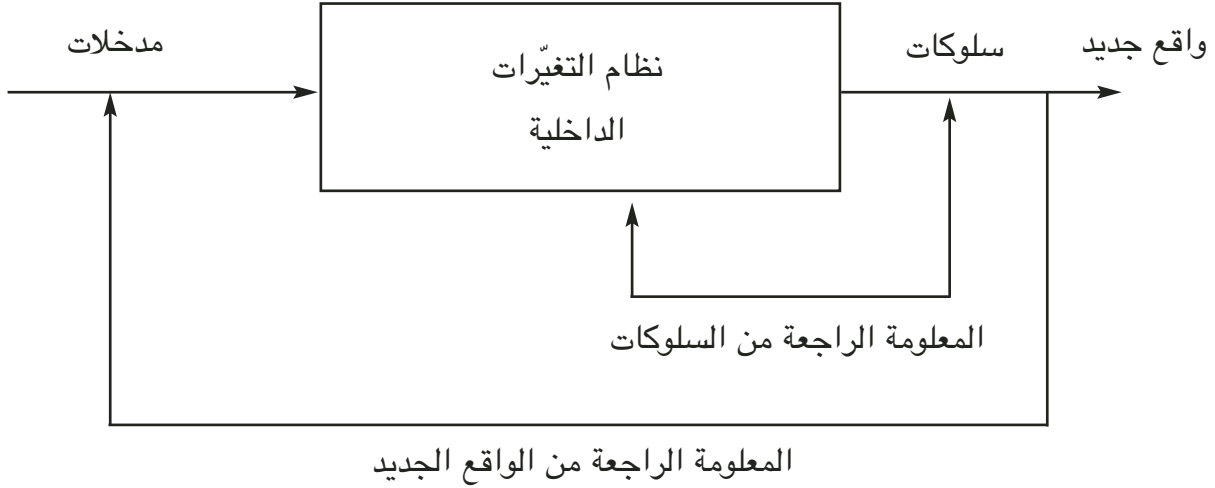 واقع جديد
سلوكات
نظام التغيّرات
الداخلية
مدخلات
المعلومة الراجعة من السلوكات
المعلومة الراجعة من الواقع الجديد